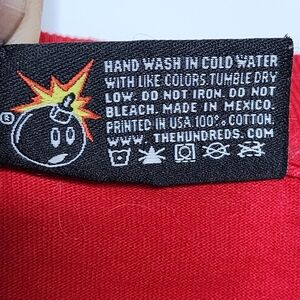 HAND WASH IN COLD WATER
WITH LIKE COLORS. TUMBLE DRY
LOW. DO NOT IRON. DO NOT
BLEACH. MADE IN MEXICO.
PRINTED IN USA. 100% COTTON.
WWW. THEHUNDREDS. COM
®